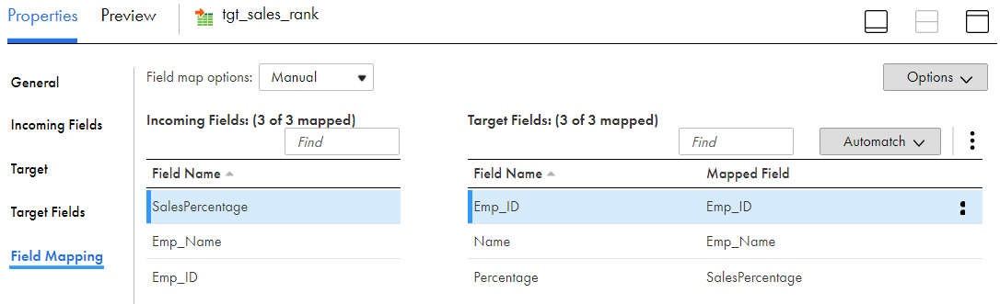 Properties Preview tgt_sales_rank
General
Incoming Fields
Target
Target Fields
Field Mapping
Field map options: Manual Options
Incoming Fields: (3 of 3 mapped)
Find
Field Name
SalesPercentage
Emp_Name
Emp_ID
Target Fields: (3 of 3 mapped)
Find Automatch
Field Name Mapped Field
Emp_ID Emp_ID
Name Emp_Name
Percentage SalesPercentage